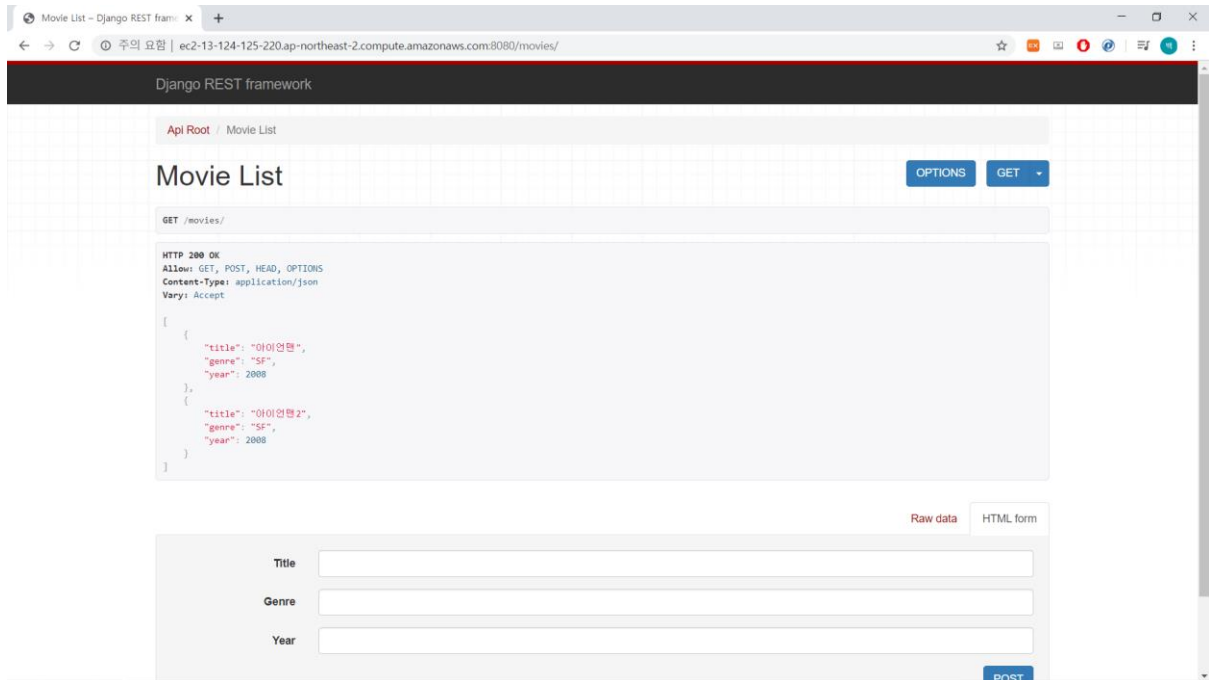 Movie List – Django REST fram
주의 요함 | ec2-13-124-125-220.ap-northeast-2.compute.amazonaws.com:8080/movies/
Django REST framework
Api Root / Movie List
Movie List
OPTIONS
GET
GET /movies/
HTTP 200 OK
Allow: GET, POST, HEAD, OPTIONS
Content-Type: application/json
Vary: Accept
[
{
"title": "아이언맨",
"genre": "SF",
"year": 2008
},
{
"title": "아이언맨2",
"genre": "SF",
"year": 2008
}
]
Raw data
HTML form
Title
Genre
Year
POST